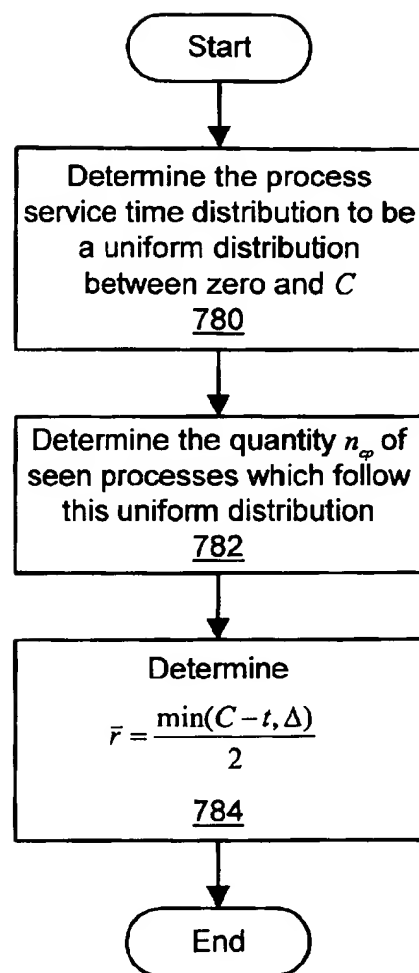 Start
Determine the process
service time distribution to be
a uniform distribution
between zero and C
780
Determine the quantity n_cp of
seen processes which follow
this uniform distribution
782
Determine
r̄ = min(C − t, Δ) / 2
784
End